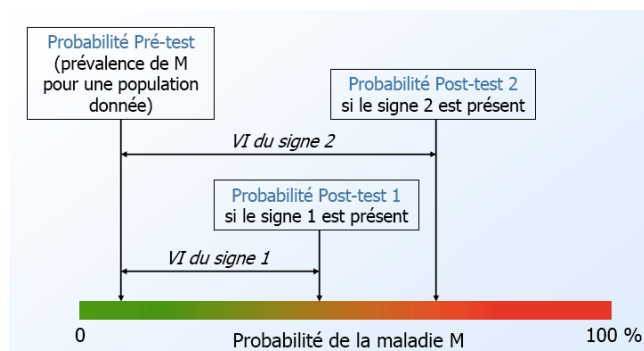 Probabilité Pré-test
(prévalence de M
pour une population
donnée)
Probabilité Post-test 2
si le signe 2 est présent
VI du signe 2
Probabilité Post-test 1
si le signe 1 est présent
VI du signe 1
0
Probabilité de la maladie M
100 %